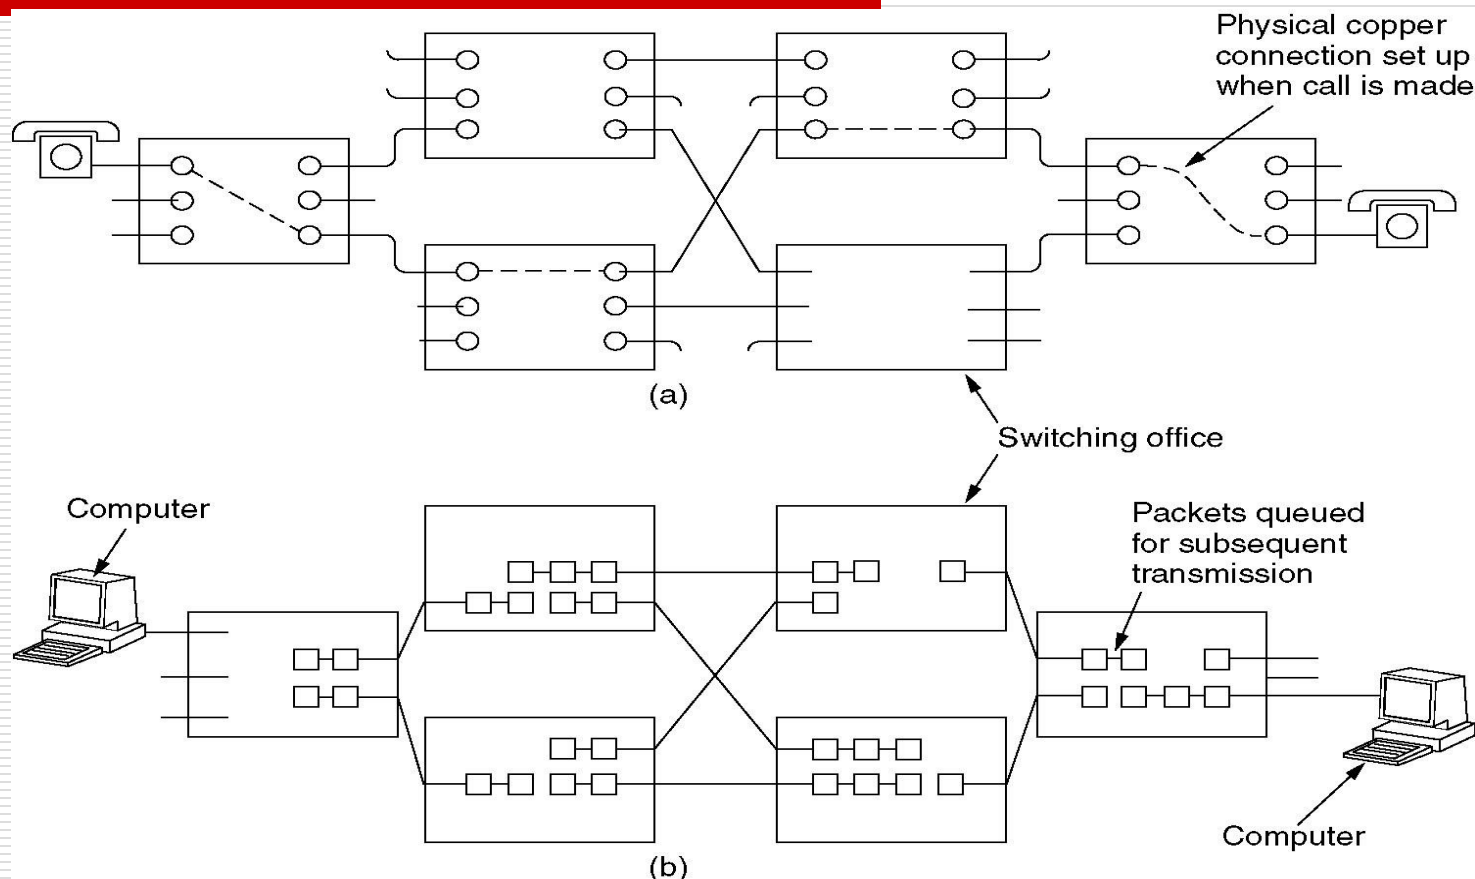 Physical copper
connection set up
when call is made
(a)
Switching office
Computer
Packets queued
for subsequent
transmission
Computer
(b)